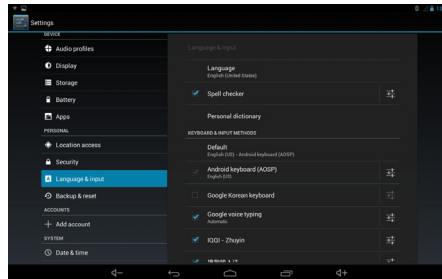 Settings
DEVICE
Audio profiles
Display
Storage
Battery
Apps
PERSONAL
Location access
Security
Language & input
Backup & reset
ACCOUNTS
Add account
SYSTEM
Date & time
Language & input
Language
English (United States)
Spell checker
Personal dictionary
KEYBOARD & INPUT METHODS
Default
English (US) - Android keyboard (AOSP)
Android keyboard (AOSP)
English (US)
Google Korean keyboard
Google voice typing
Automatic
IQQI - Zhuyin